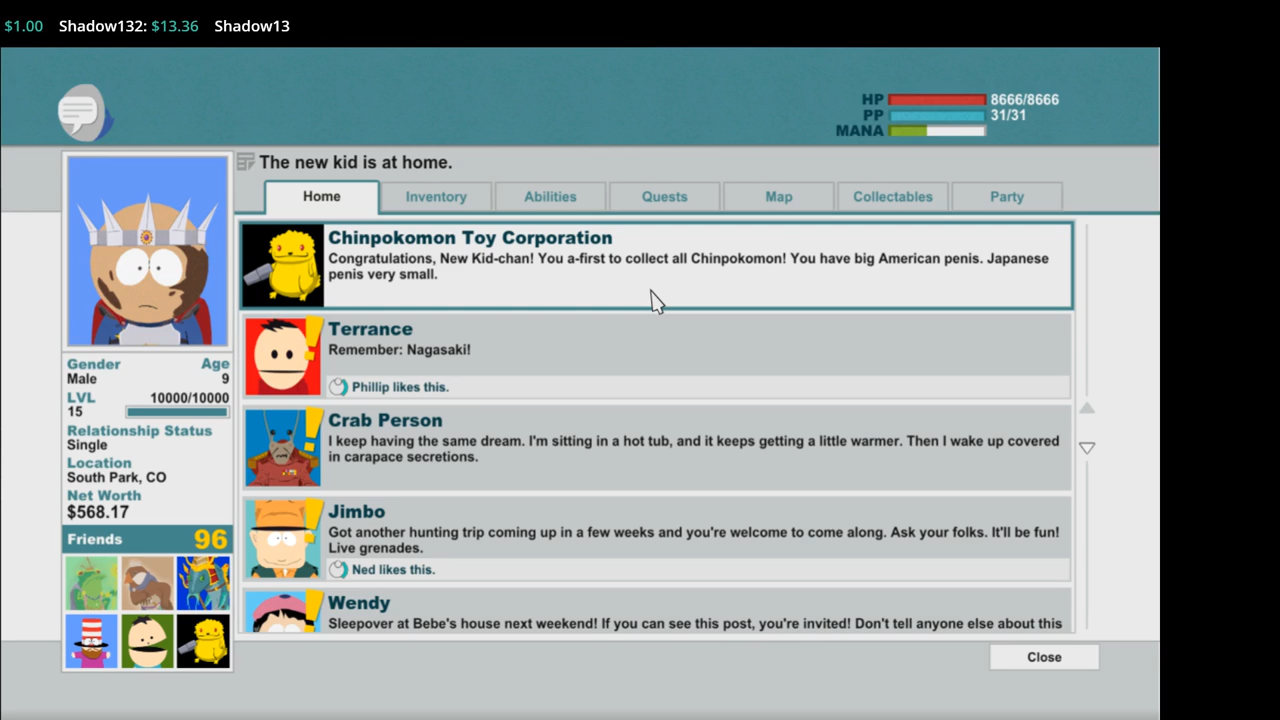 $1.00 Shadow132: $13.36 Shadow13
HP 8666/8666
PP 31/31
MANA
The new kid is at home.
Home Inventory Abilities Quests Map Collectables Party
Chinpokomon Toy Corporation
Congratulations, New Kid-chan! You a-first to collect all Chinpokomon! You have big American penis. Japanese
penis very small.
Terrance
Remember: Nagasaki!
Phillip likes this.
Gender Age
Male 9
LVL 10000/10000
15
Relationship Status
Single
Location
South Park, CO
Net Worth
$568.17
Friends 96
Crab Person
I keep having the same dream. I'm sitting in a hot tub, and it keeps getting a little warmer. Then I wake up covered
in carapace secretions.
Jimbo
Got another hunting trip coming up in a few weeks and you're welcome to come along. Ask your folks. It'll be fun!
Live grenades.
Ned likes this.
Wendy
Sleepover at Bebe's house next weekend! If you can see this post, you're invited! Don't tell anyone else about this
Close